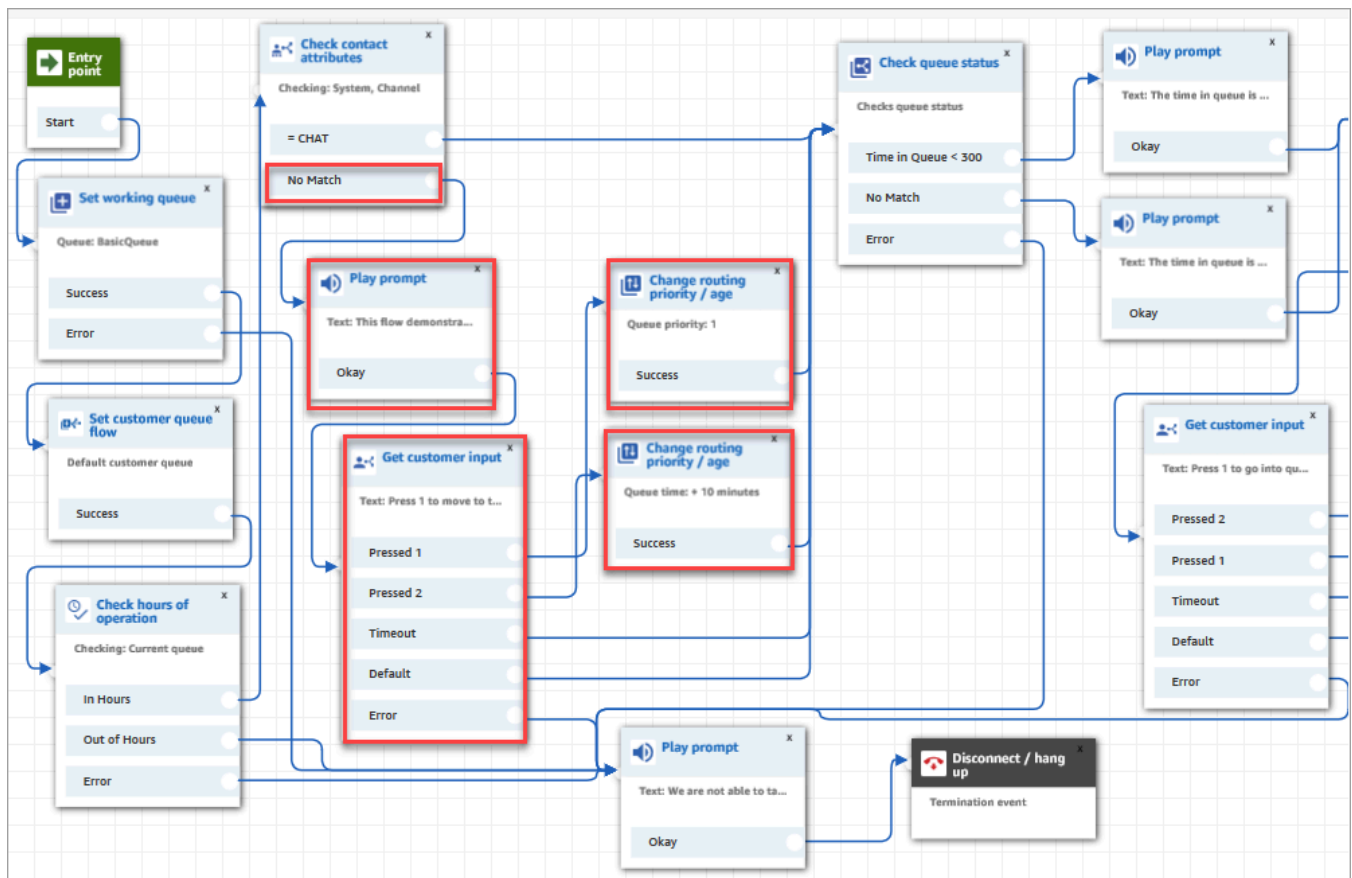 Entry
point
Start
x
Set working queue
Queue: BasicQueue
Success
Error
x
Set customer queue
flow
Default customer queue
Success
x
Check hours of
operation
Checking: Current queue
In Hours
Out of Hours
Error
x
Check contact
attributes
Checking: System, Channel
= CHAT
No Match
x
Play prompt
Text: This flow demonstra...
Okay
x
Get customer input
Text: Press 1 to move to t...
Pressed 1
Pressed 2
Timeout
Default
Error
x
Change routing
priority / age
Queue priority: 1
Success
x
Change routing
priority / age
Queue time: + 10 minutes
Success
x
Play prompt
Text: We are not able to ta...
Okay
x
Disconnect / hang
up
Termination event
x
Check queue status
Checks queue status
Time in Queue < 300
No Match
Error
x
Play prompt
Text: The time in queue is ...
Okay
x
Play prompt
Text: The time in queue is ...
Okay
x
Get customer input
Text: Press 1 to go into qu...
Pressed 2
Pressed 1
Timeout
Default
Error
x